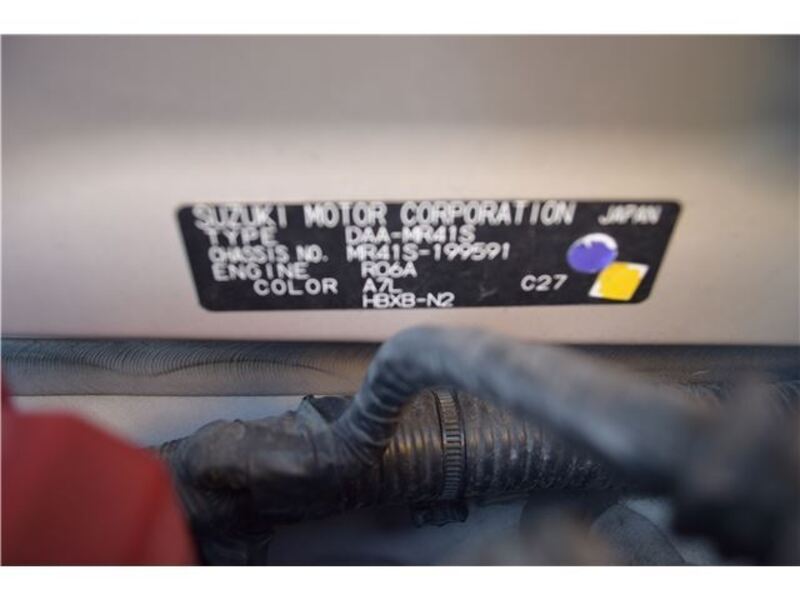 SUZUKI MOTOR CORPORATION JAPAN
TYPE DAA-MR41S
CHASSIS NO. MR41S-199591
ENGINE R06A
COLOR A7L C27
HBXB-N2